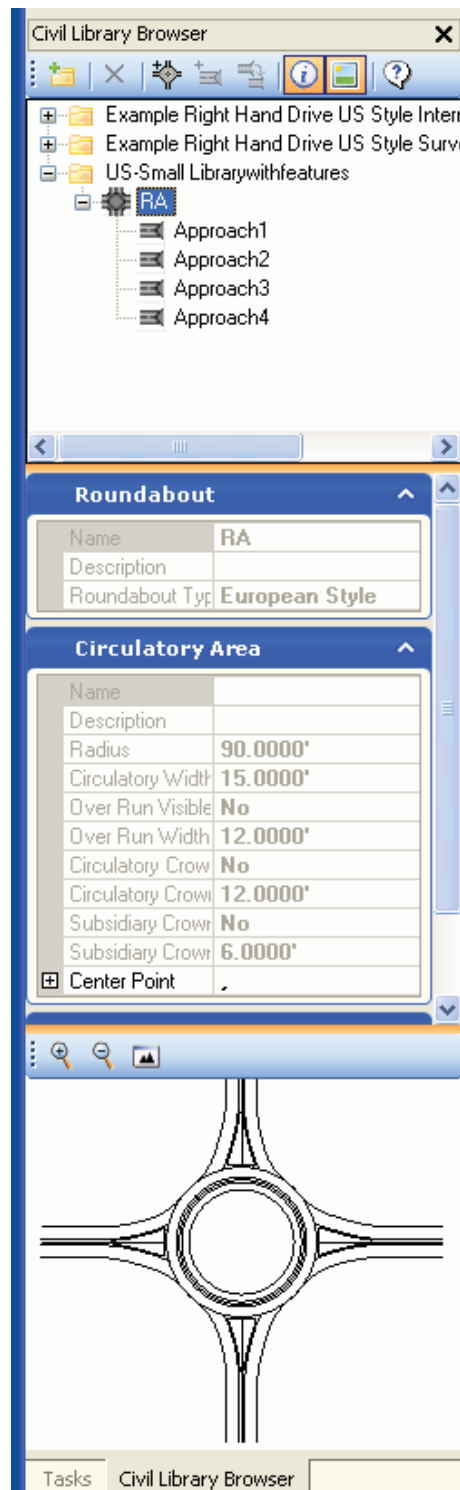 Civil Library Browser
Example Right Hand Drive US Style Intern
Example Right Hand Drive US Style Surve
US-Small Librarywithfeatures
RA
Approach1
Approach2
Approach3
Approach4
Roundabout
Name RA
Description
Roundabout Typ European Style
Circulatory Area
Name
Description
Radius 90.0000'
Circulatory Width 15.0000'
Over Run Visible No
Over Run Width 12.0000'
Circulatory Crow No
Circulatory Crow 12.0000'
Subsidiary Crow No
Subsidiary Crow 6.0000'
Center Point ,
Tasks Civil Library Browser